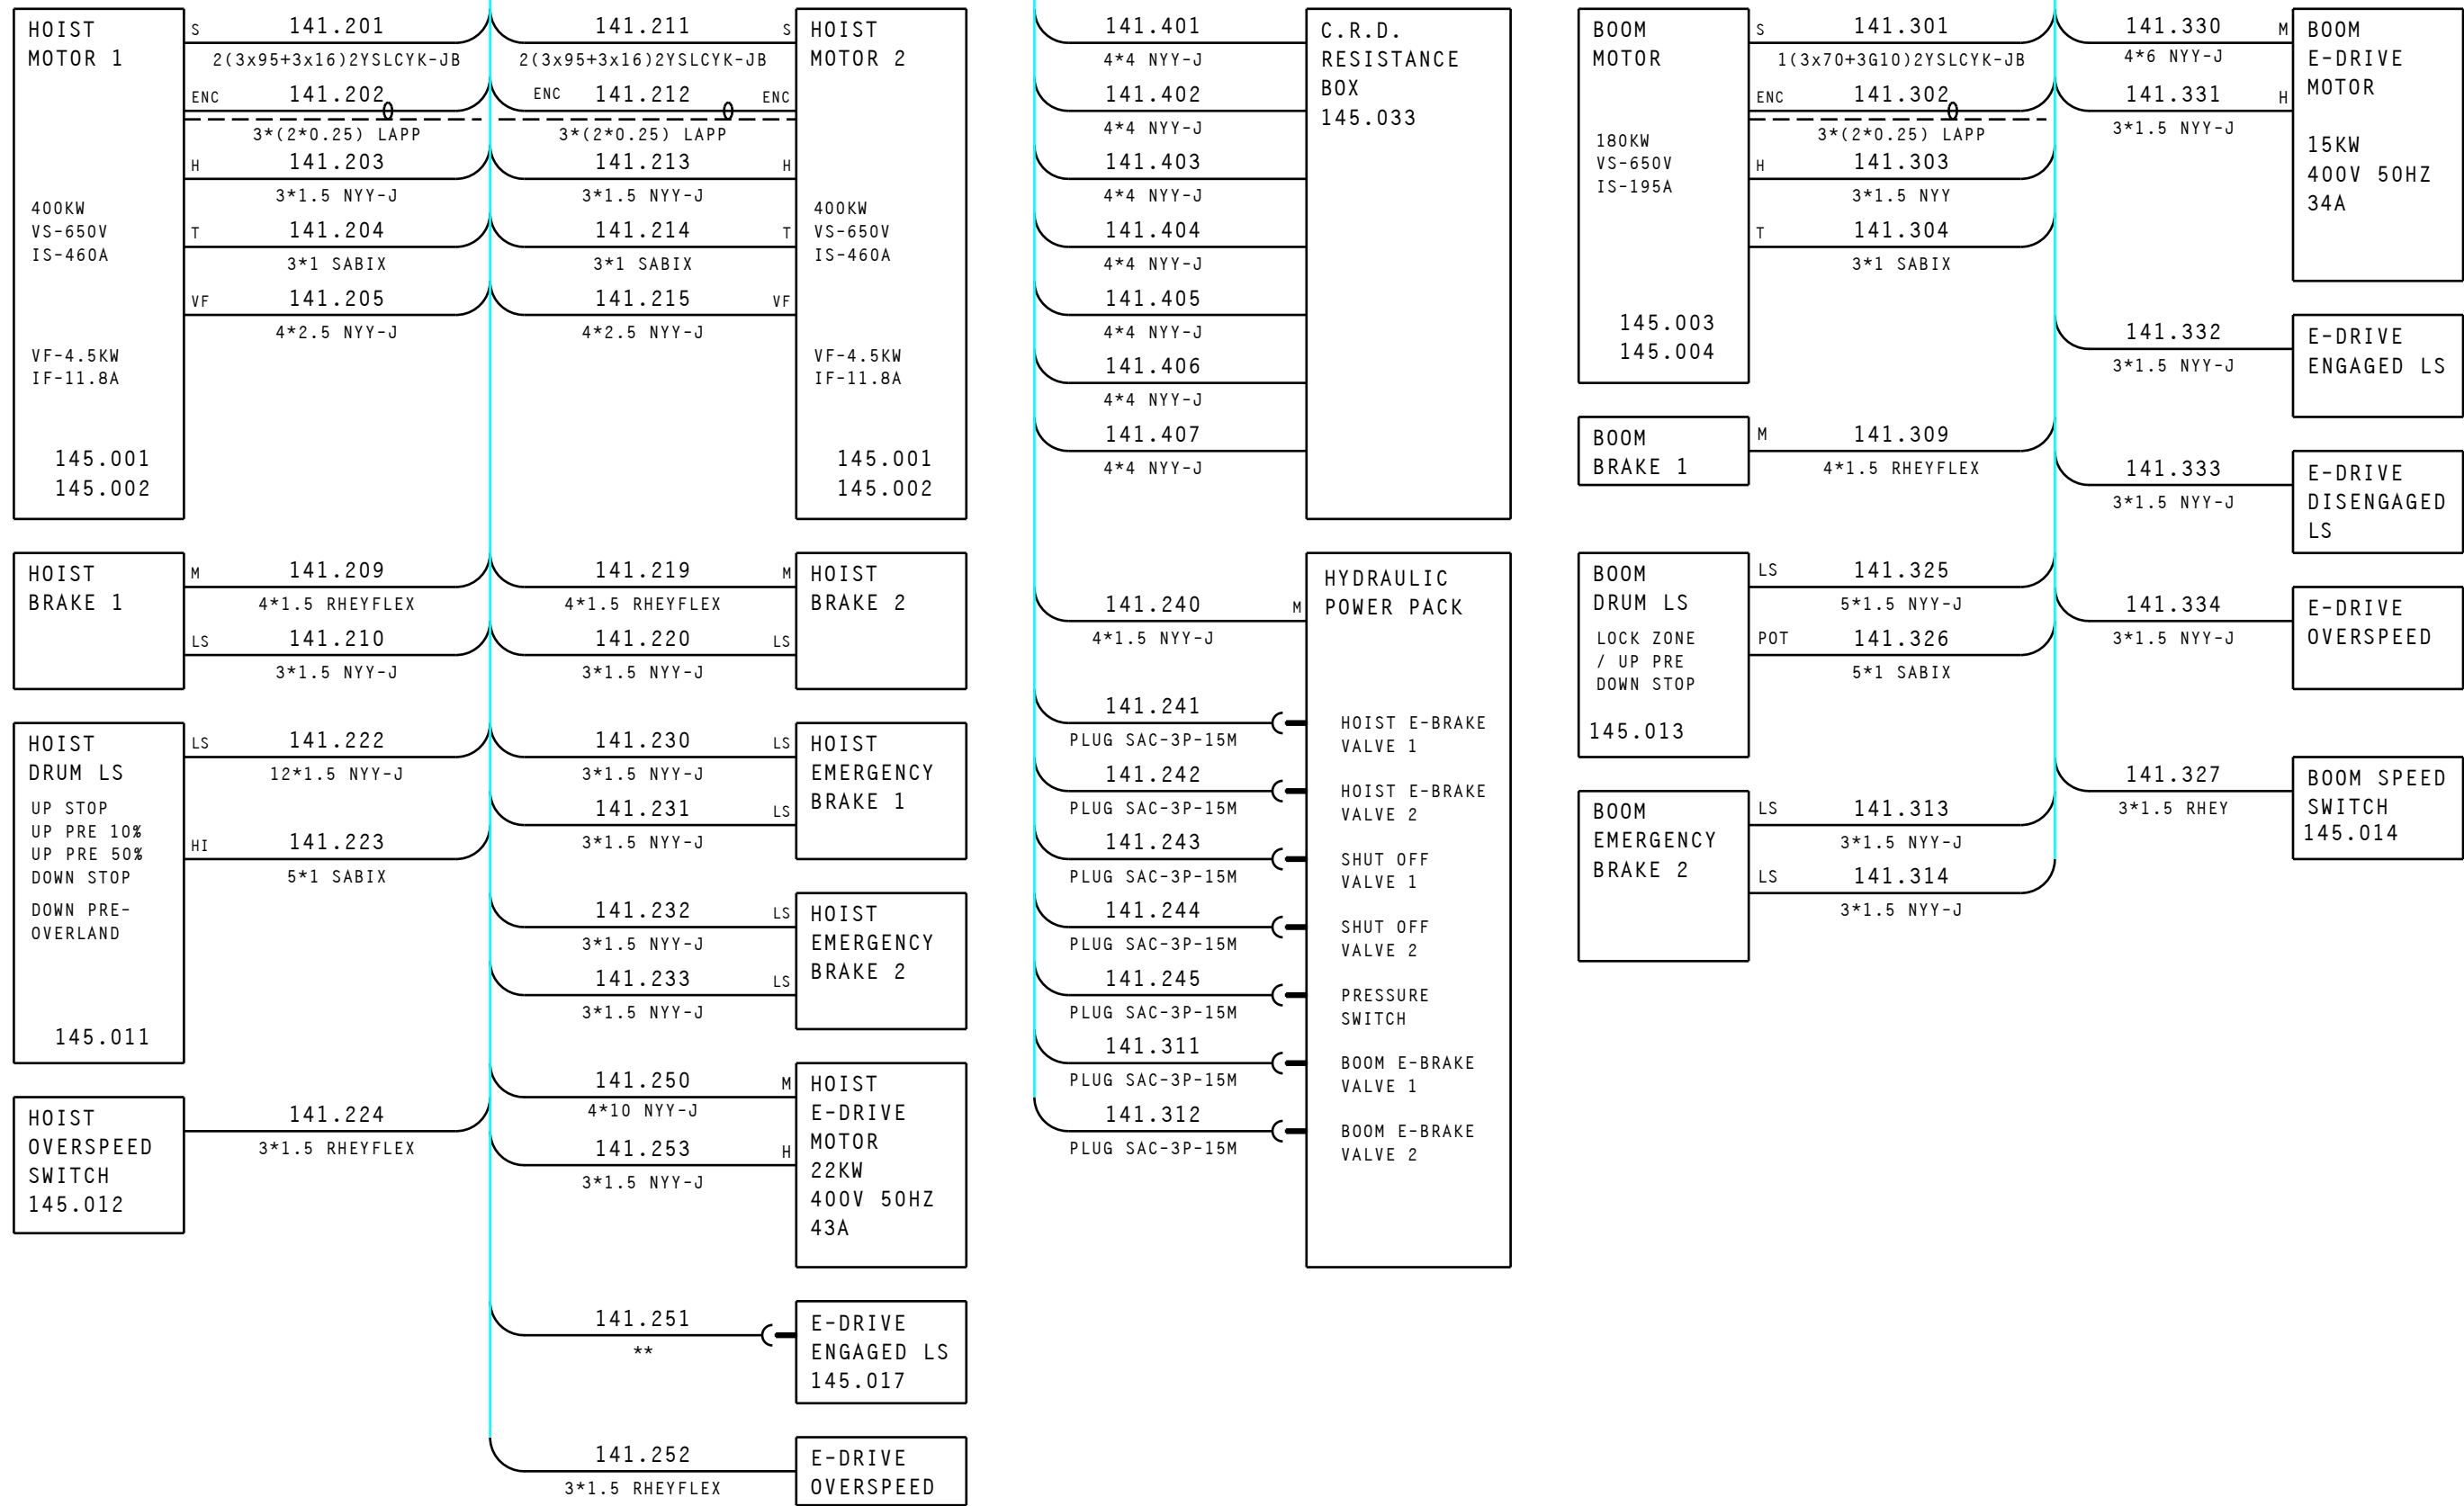 HOIST
MOTOR 1
400KW
VS-650V
IS-460A
VF-4.5KW
IF-11.8A
145.001
145.002
S
141.201
2(3x95+3x16)2YSLCYK-JB
ENC
141.202
3*(2*0.25) LAPP
H
141.203
3*1.5 NYY-J
T
141.204
3*1 SABIX
VF
141.205
4*2.5 NYY-J
HOIST
BRAKE 1
M
141.209
4*1.5 RHEYFLEX
LS
141.210
3*1.5 NYY-J
HOIST
DRUM LS
UP STOP
UP PRE 10%
UP PRE 50%
DOWN STOP
DOWN PRE-
OVERLAND
145.011
LS
141.222
12*1.5 NYY-J
HI
141.223
5*1 SABIX
HOIST
OVERSPEED
SWITCH
145.012
141.224
3*1.5 RHEYFLEX
141.211
S
2(3x95+3x16)2YSLCYK-JB
ENC
141.212
ENC
3*(2*0.25) LAPP
141.213
H
3*1.5 NYY-J
141.214
T
3*1 SABIX
141.215
VF
4*2.5 NYY-J
HOIST
MOTOR 2
400KW
VS-650V
IS-460A
VF-4.5KW
IF-11.8A
145.001
145.002
141.219
M
4*1.5 RHEYFLEX
141.220
LS
3*1.5 NYY-J
HOIST
BRAKE 2
141.230
LS
3*1.5 NYY-J
141.231
LS
3*1.5 NYY-J
HOIST
EMERGENCY
BRAKE 1
141.232
LS
3*1.5 NYY-J
141.233
LS
3*1.5 NYY-J
HOIST
EMERGENCY
BRAKE 2
141.250
M
4*10 NYY-J
141.253
H
3*1.5 NYY-J
HOIST
E-DRIVE
MOTOR
22KW
400V 50HZ
43A
141.251
**
E-DRIVE
ENGAGED LS
145.017
141.252
3*1.5 RHEYFLEX
E-DRIVE
OVERSPEED
141.401
4*4 NYY-J
141.402
4*4 NYY-J
141.403
4*4 NYY-J
141.404
4*4 NYY-J
141.405
4*4 NYY-J
141.406
4*4 NYY-J
141.407
4*4 NYY-J
C.R.D.
RESISTANCE
BOX
145.033
141.240
M
4*1.5 NYY-J
HYDRAULIC
POWER PACK
141.241
PLUG SAC-3P-15M
HOIST E-BRAKE
VALVE 1
141.242
PLUG SAC-3P-15M
HOIST E-BRAKE
VALVE 2
141.243
PLUG SAC-3P-15M
SHUT OFF
VALVE 1
141.244
PLUG SAC-3P-15M
SHUT OFF
VALVE 2
141.245
PLUG SAC-3P-15M
PRESSURE
SWITCH
141.311
PLUG SAC-3P-15M
BOOM E-BRAKE
VALVE 1
141.312
PLUG SAC-3P-15M
BOOM E-BRAKE
VALVE 2
BOOM
MOTOR
180KW
VS-650V
IS-195A
145.003
145.004
S
141.301
1(3x70+3G10)2YSLCYK-JB
ENC
141.302
3*(2*0.25) LAPP
H
141.303
3*1.5 NYY
T
141.304
3*1 SABIX
BOOM
BRAKE 1
M
141.309
4*1.5 RHEYFLEX
BOOM
DRUM LS
LOCK ZONE
/ UP PRE
DOWN STOP
145.013
LS
141.325
5*1.5 NYY-J
POT
141.326
5*1 SABIX
BOOM
EMERGENCY
BRAKE 2
LS
141.313
3*1.5 NYY-J
LS
141.314
3*1.5 NYY-J
141.330
M
4*6 NYY-J
141.331
H
3*1.5 NYY-J
BOOM
E-DRIVE
MOTOR
15KW
400V 50HZ
34A
141.332
3*1.5 NYY-J
E-DRIVE
ENGAGED LS
141.333
3*1.5 NYY-J
E-DRIVE
DISENGAGED
LS
141.334
3*1.5 NYY-J
E-DRIVE
OVERSPEED
141.327
3*1.5 RHEY
BOOM SPEED
SWITCH
145.014